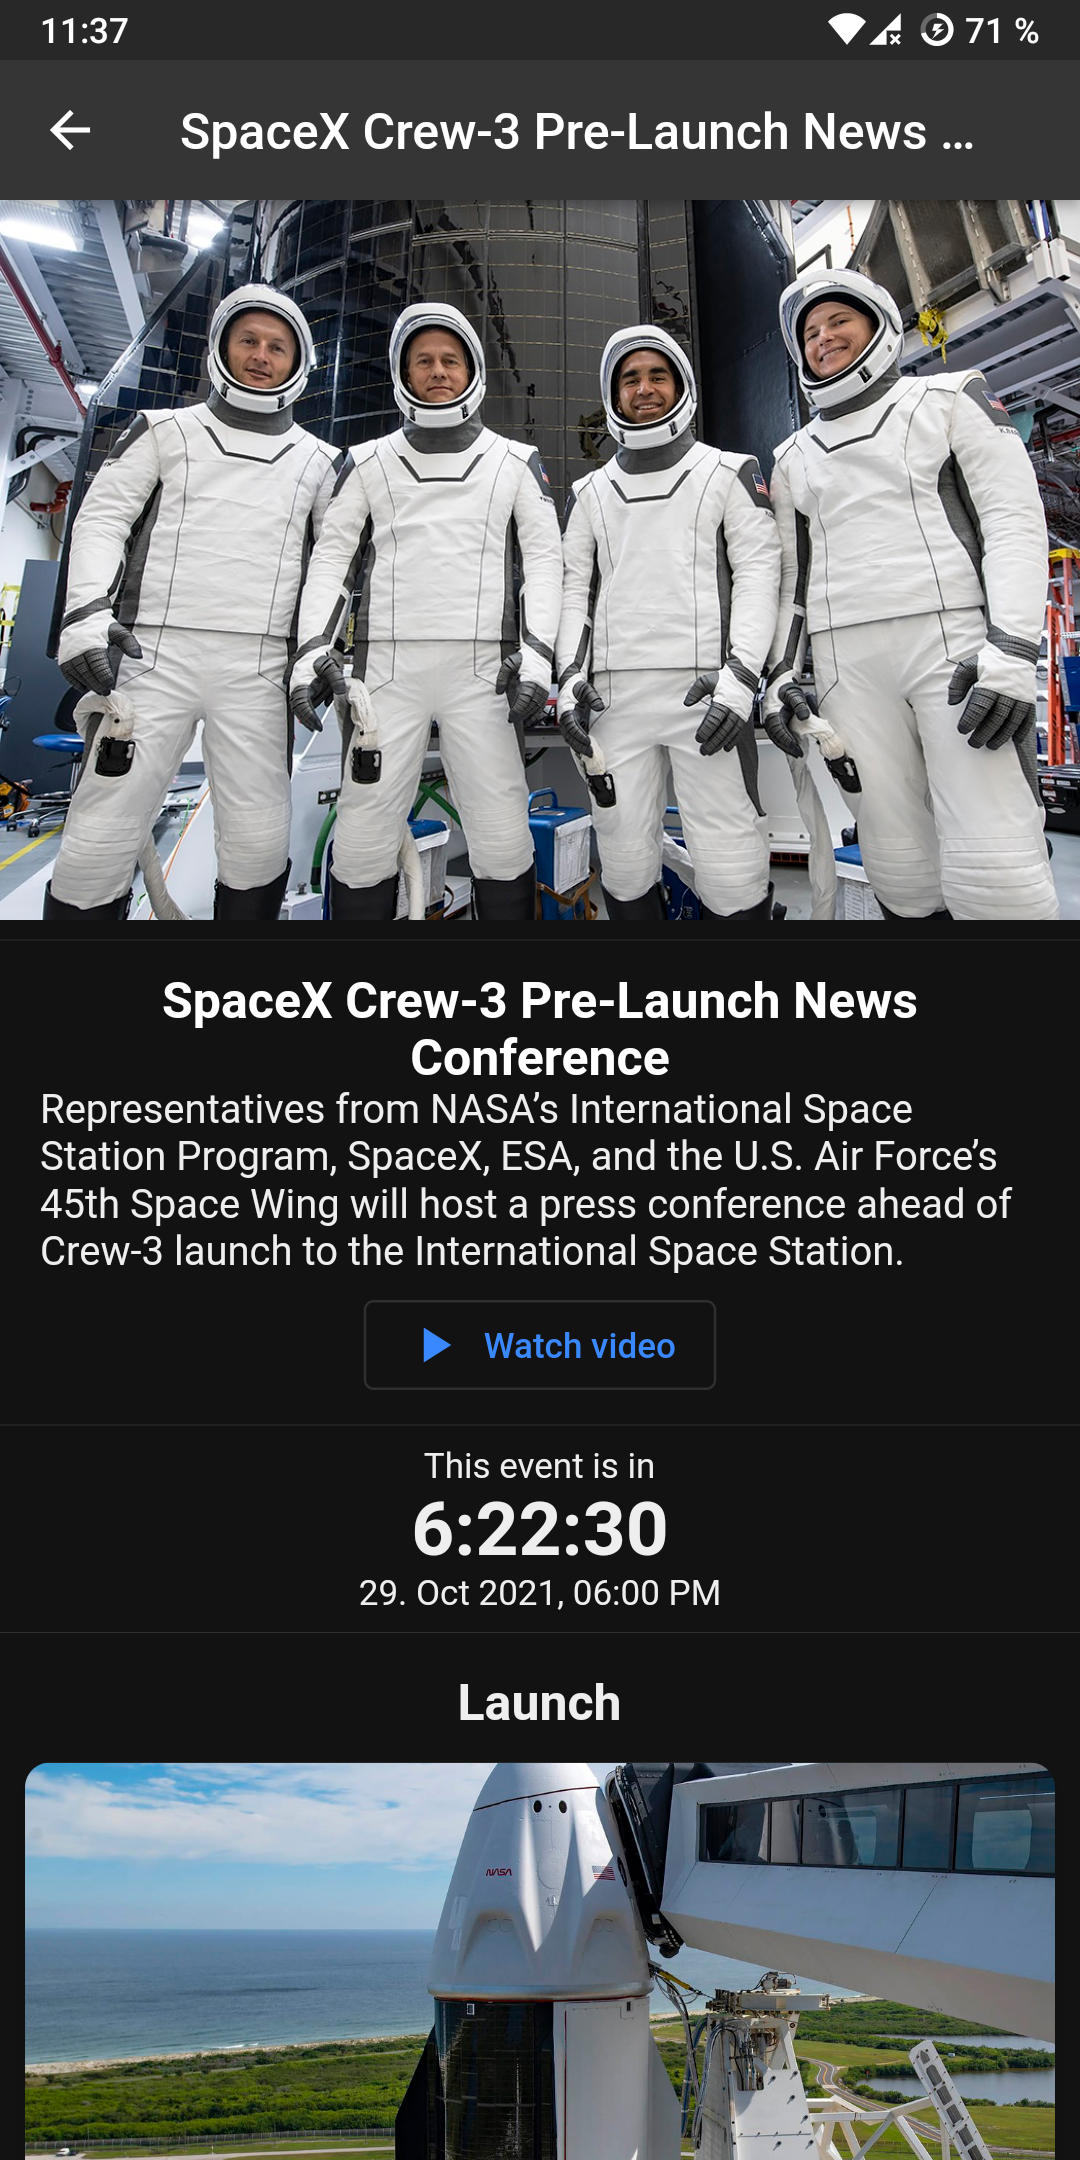 11:37
71 %
SpaceX Crew-3 Pre-Launch News ...
SpaceX Crew-3 Pre-Launch News
Conference
Representatives from NASA’s International Space
Station Program, SpaceX, ESA, and the U.S. Air Force’s
45th Space Wing will host a press conference ahead of
Crew-3 launch to the International Space Station.
Watch video
This event is in
6:22:30
29. Oct 2021, 06:00 PM
Launch
NASA